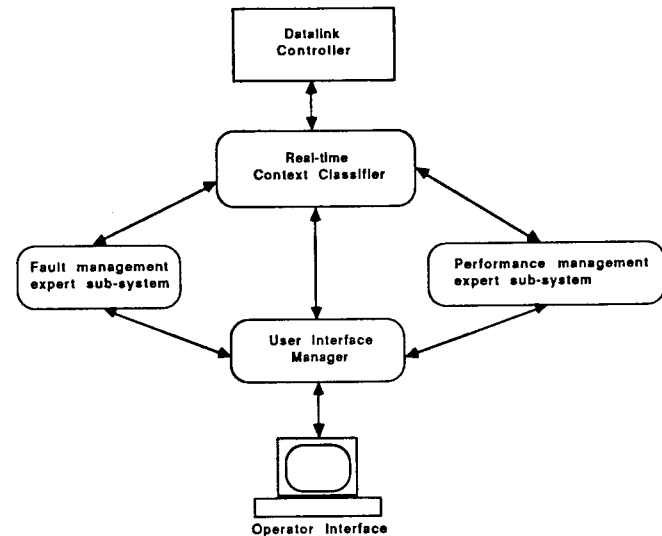 Datalink
Controller
Real-time
Context Classifier
Fault management
expert sub-system
Performance management
expert sub-system
User Interface
Manager
Operator Interface